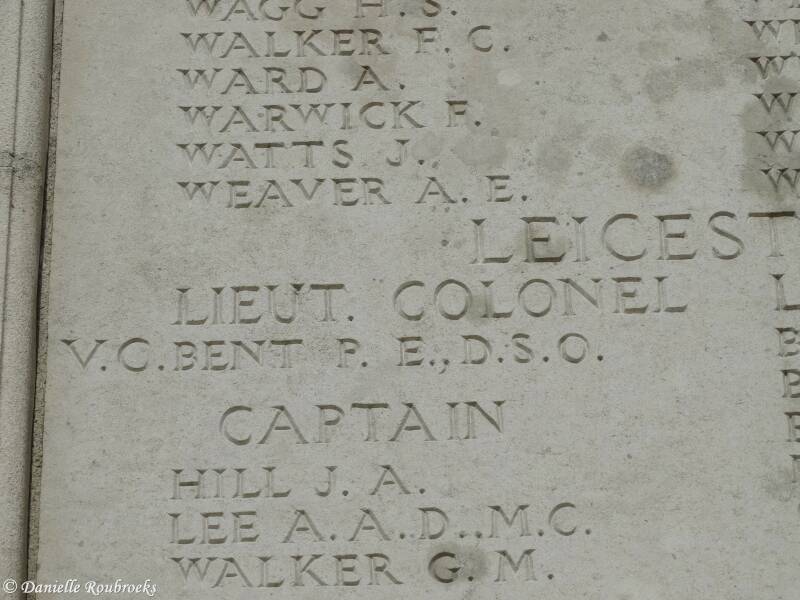 WAGG H. S.
WALKER F. C.
WARD A.
WARWICK F.
WATTS J.
WEAVER A. E.
LEICEST
LIEUT. COLONEL
V.C. BENT P. E., D.S.O.
CAPTAIN
HILL J. A.
LEE A. A. D., M.C.
WALKER G. M.
© Danielle Roubroeks